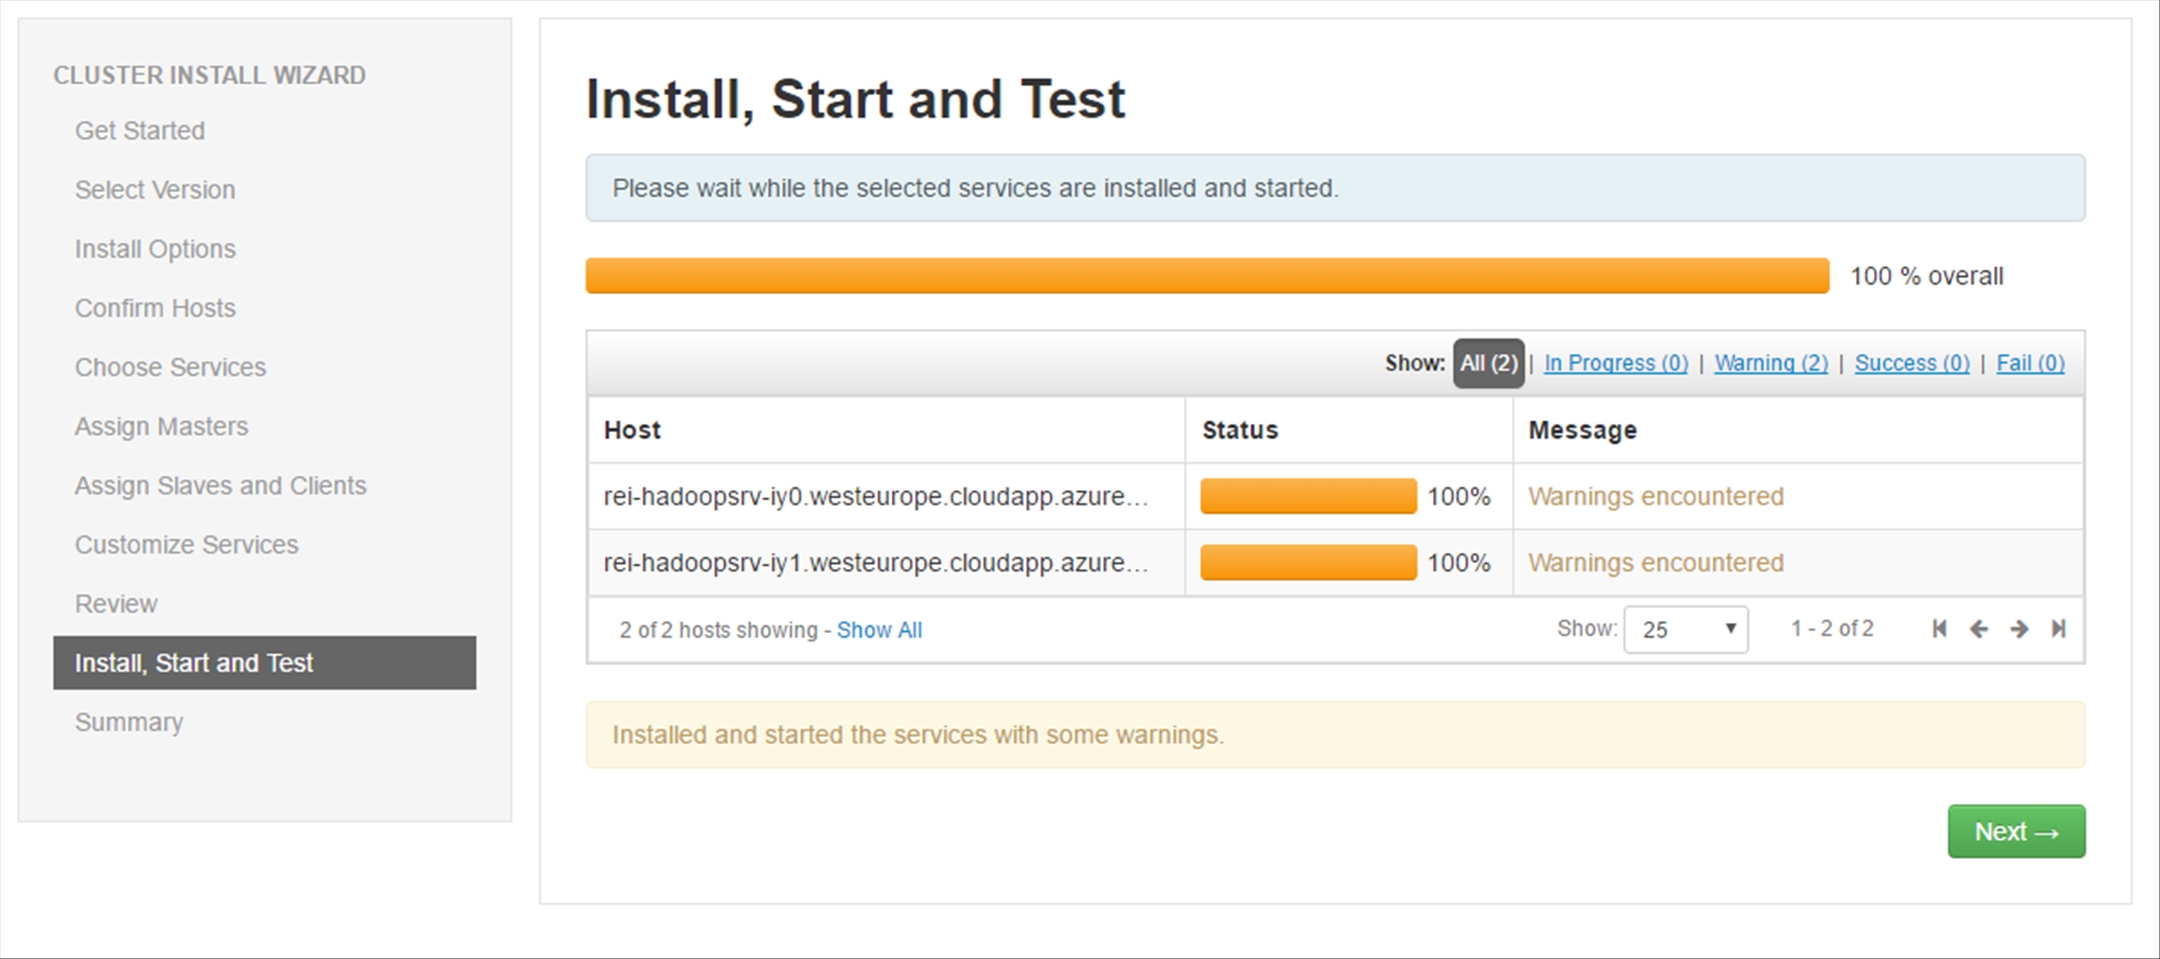 CLUSTER INSTALL WIZARD
Get Started
Select Version
Install Options
Confirm Hosts
Choose Services
Assign Masters
Assign Slaves and Clients
Customize Services
Review
Install, Start and Test
Summary
Install, Start and Test
Please wait while the selected services are installed and started.
100 % overall
Show: All (2) | In Progress (0) | Warning (2) | Success (0) | Fail (0)
Host Status Message
rei-hadoopsrv-iy0.westeurope.cloudapp.azure... 100% Warnings encountered
rei-hadoopsrv-iy1.westeurope.cloudapp.azure... 100% Warnings encountered
2 of 2 hosts showing - Show All Show: 25 1 - 2 of 2
Installed and started the services with some warnings.
Next →